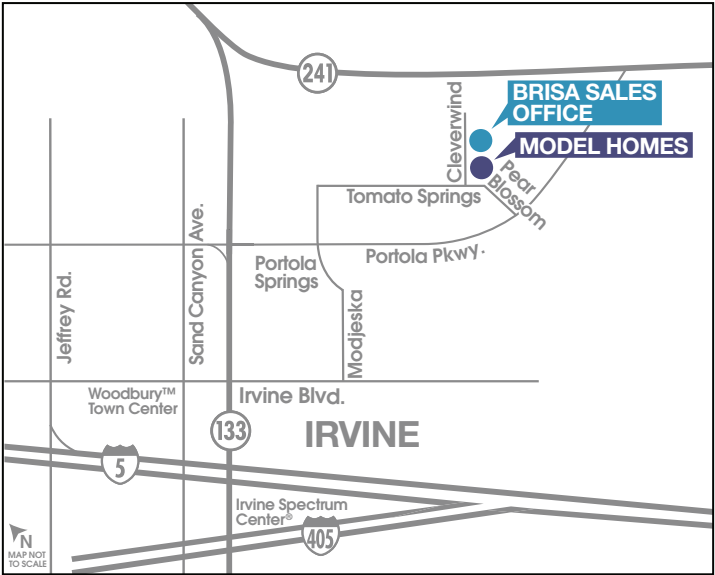 241
BRISA SALES
OFFICE
MODEL HOMES
Cleverwind
Pear
Blossom
Tomato Springs
Sand Canyon Ave.
Portola Pkwy.
Portola
Springs
Jeffrey Rd.
Modjeska
Woodbury™
Town Center
Irvine Blvd.
133
IRVINE
5
Irvine Spectrum
Center®
405
N
MAP NOT
TO SCALE